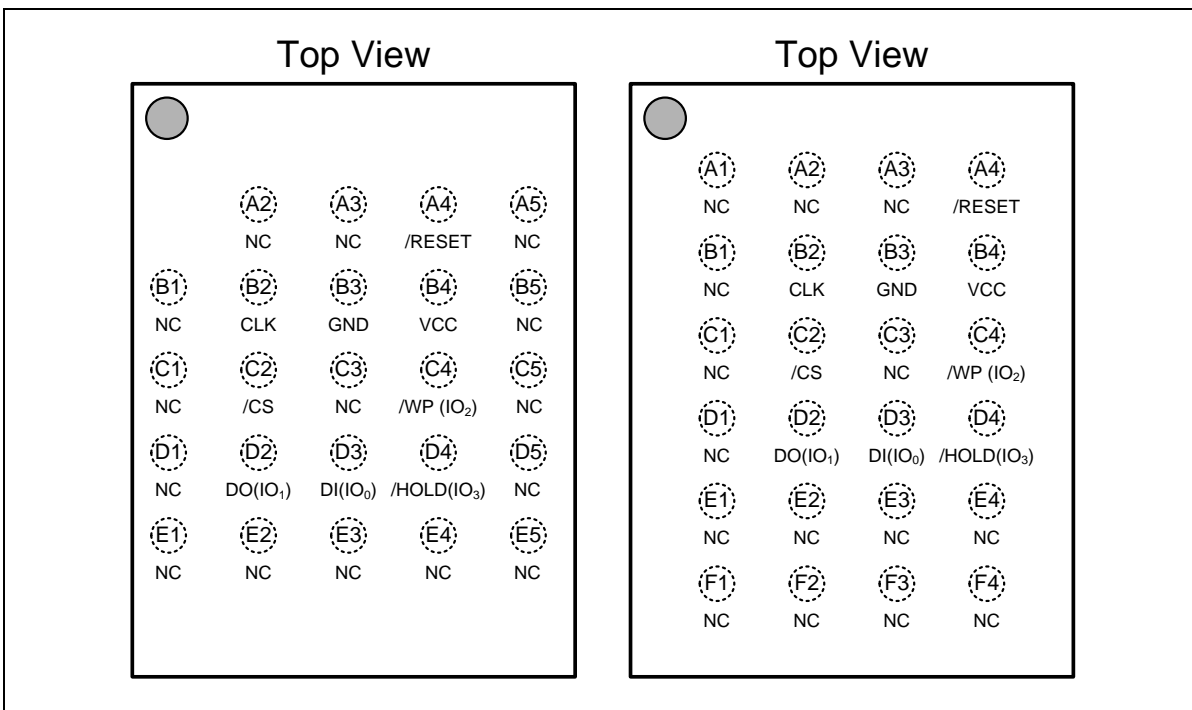 Top View
A2 A3 A4 A5
NC NC /RESET NC
B1 B2 B3 B4 B5
NC CLK GND VCC NC
C1 C2 C3 C4 C5
NC /CS NC /WP (IO₂) NC
D1 D2 D3 D4 D5
NC DO(IO₁) DI(IO₀) /HOLD(IO₃) NC
E1 E2 E3 E4 E5
NC NC NC NC NC
Top View
A1 A2 A3 A4
NC NC NC /RESET
B1 B2 B3 B4
NC CLK GND VCC
C1 C2 C3 C4
NC /CS NC /WP (IO₂)
D1 D2 D3 D4
NC DO(IO₁) DI(IO₀) /HOLD(IO₃)
E1 E2 E3 E4
NC NC NC NC
F1 F2 F3 F4
NC NC NC NC